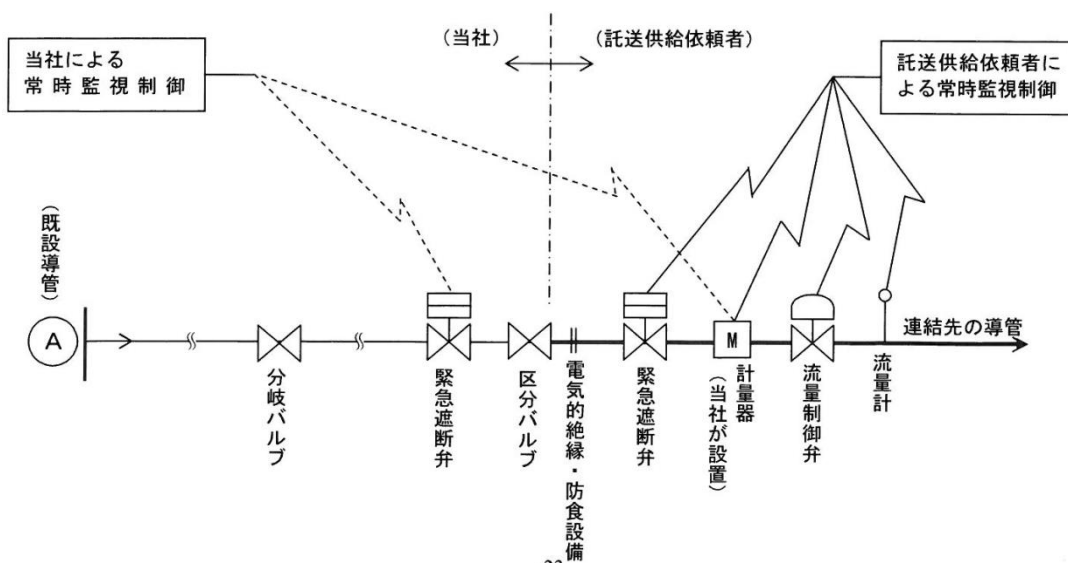 当社による
常時監視制御
(当社)
(託送供給依頼者)
託送供給依頼者に
よる常時監視制御
(既設導管)
A
M
連結先の導管
分岐バルブ
緊急遮断弁
区分バルブ
電気的絶縁・防食設備
緊急遮断弁
計量器
(当社が設置)
流量制御弁
流量計